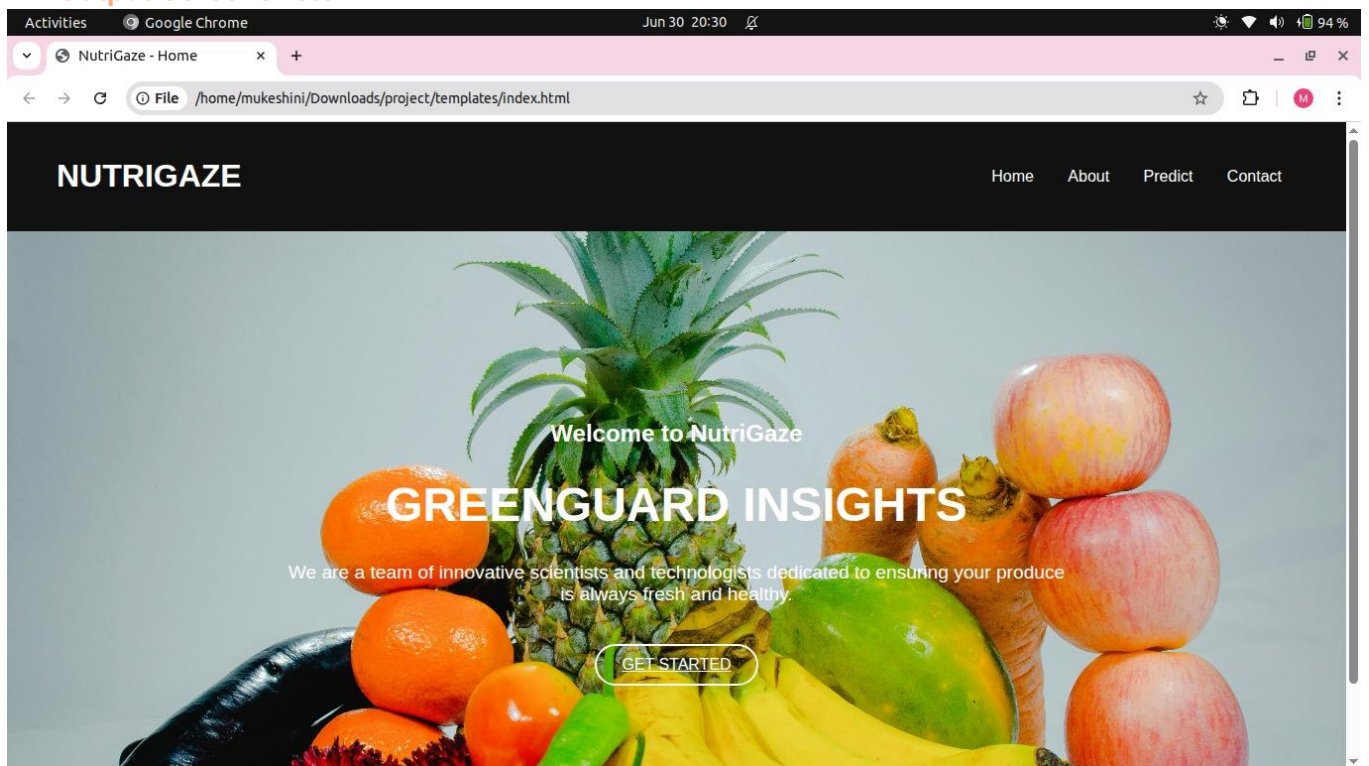 Activities Google Chrome Jun 30 20:30 94 %
NutriGaze - Home
File /home/mukeshini/Downloads/project/templates/index.html M
NUTRIGAZE
Home About Predict Contact
Welcome to NutriGaze
GREENGUARD INSIGHTS
We are a team of innovative scientists and technologists dedicated to ensuring your produce
is always fresh and healthy.
GET STARTED